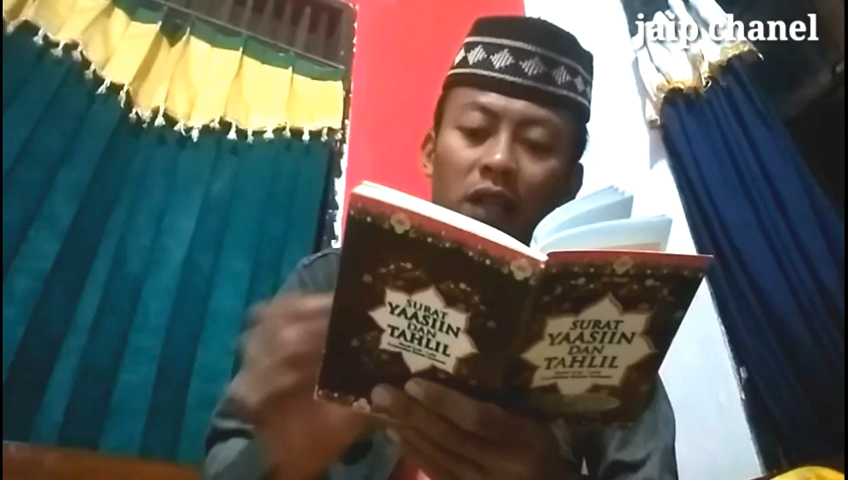 jaip chanel
SURAT
YAASIIN
DAN
TAHLIL
SURAT
YAASIIN
DAN
TAHLIL